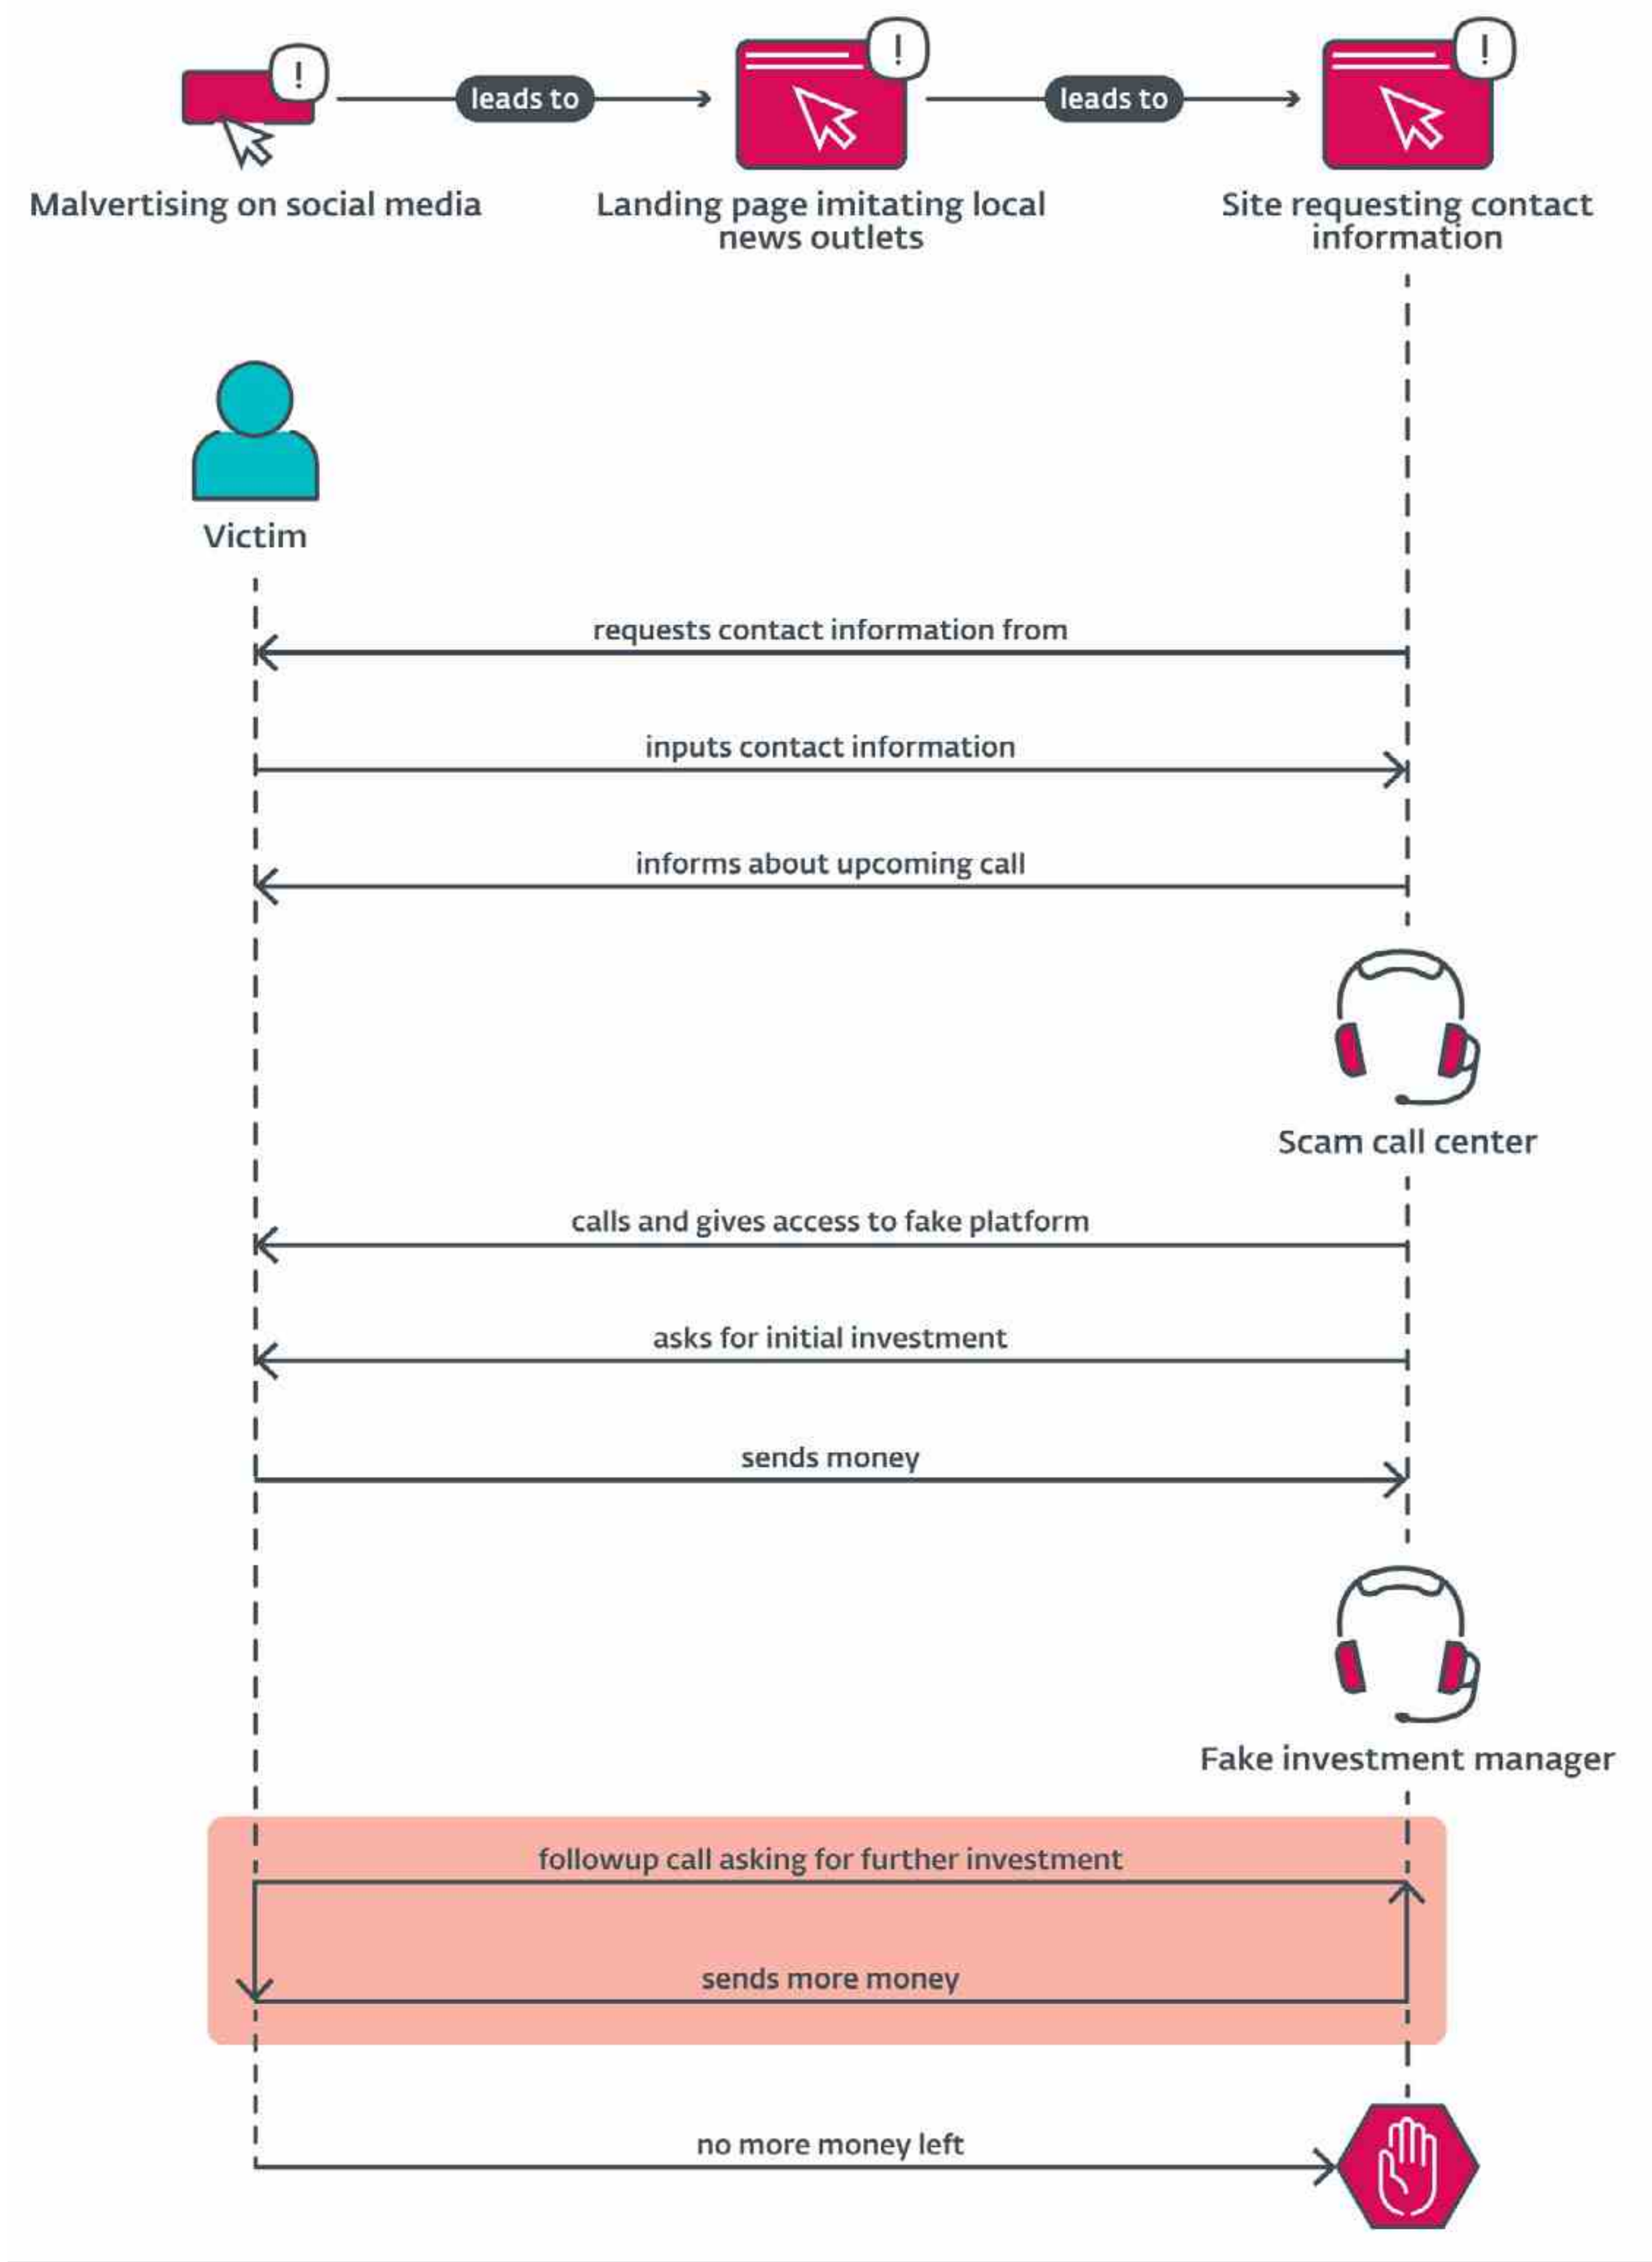 !
!
!
leads to
leads to
Malvertising on social media
Landing page imitating local
news outlets
Site requesting contact
information
Victim
requests contact information from
inputs contact information
informs about upcoming call
Scam call center
calls and gives access to fake platform
asks for initial investment
sends money
Fake investment manager
followup call asking for further investment
sends more money
no more money left